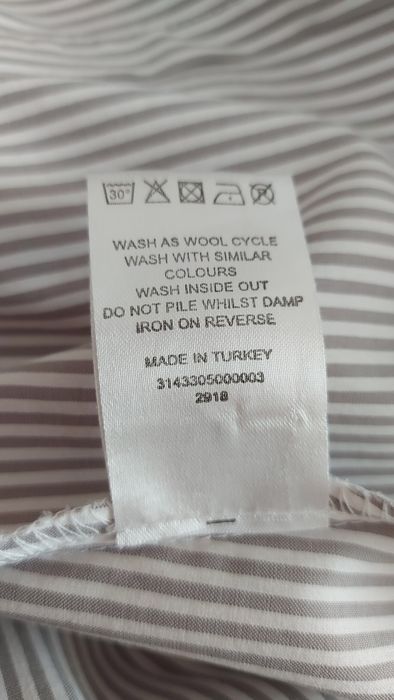 30°
WASH AS WOOL CYCLE
WASH WITH SIMILAR
COLOURS
WASH INSIDE OUT
DO NOT PILE WHILST DAMP
IRON ON REVERSE
MADE IN TURKEY
3143305000003
2918